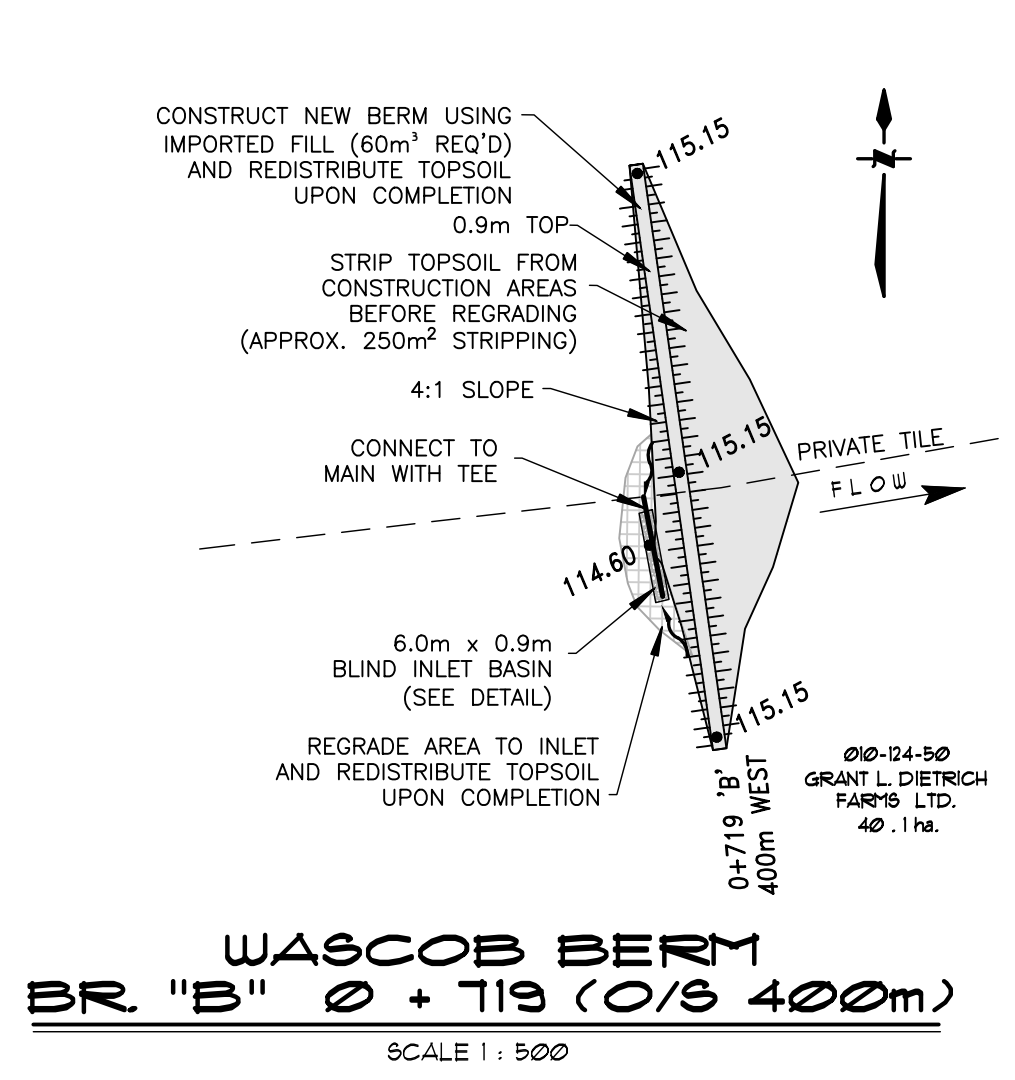 CONSTRUCT NEW BERM USING
IMPORTED FILL (60m³ REQ'D)
AND REDISTRIBUTE TOPSOIL
UPON COMPLETION
0.9m TOP
STRIP TOPSOIL FROM
CONSTRUCTION AREAS
BEFORE REGRADING
(APPROX. 250m² STRIPPING)
4:1 SLOPE
CONNECT TO
MAIN WITH TEE
115.15
N
115.15
PRIVATE TILE
FLOW
114.60
6.0m x 0.9m
BLIND INLET BASIN
(SEE DETAIL)
REGRADE AREA TO INLET
AND REDISTRIBUTE TOPSOIL
UPON COMPLETION
115.15
0+719 'B'
400m WEST
010-124-50
GRANT L. DIETRICH
FARMS LTD.
40 . 1 ha.
WASCOB BERM
BR. "B" 0 + 719 (O/S 400m)
SCALE 1 : 500